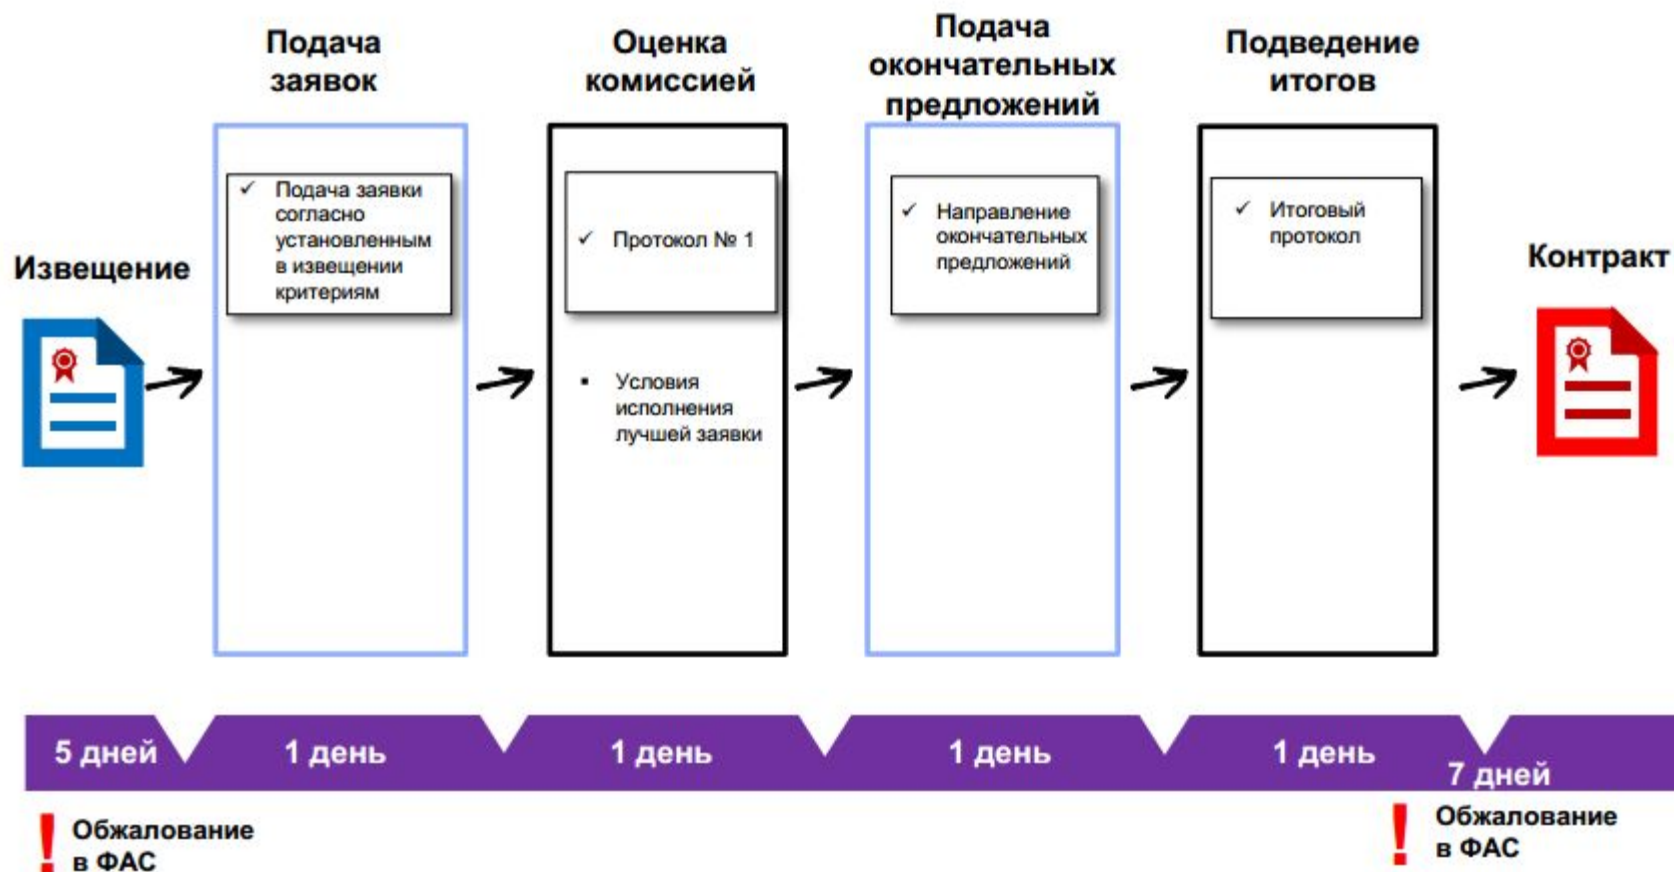 Извещение
Подача
заявок
✓ Подача заявки
согласно
установленным
в извещении
критериям
Оценка
комиссией
✓ Протокол № 1
▪ Условия
исполнения
лучшей заявки
Подача
окончательных
предложений
✓ Направление
окончательных
предложений
Подведение
итогов
✓ Итоговый
протокол
Контракт
5 дней
1 день
1 день
1 день
1 день
7 дней
! Обжалование
в ФАС
! Обжалование
в ФАС